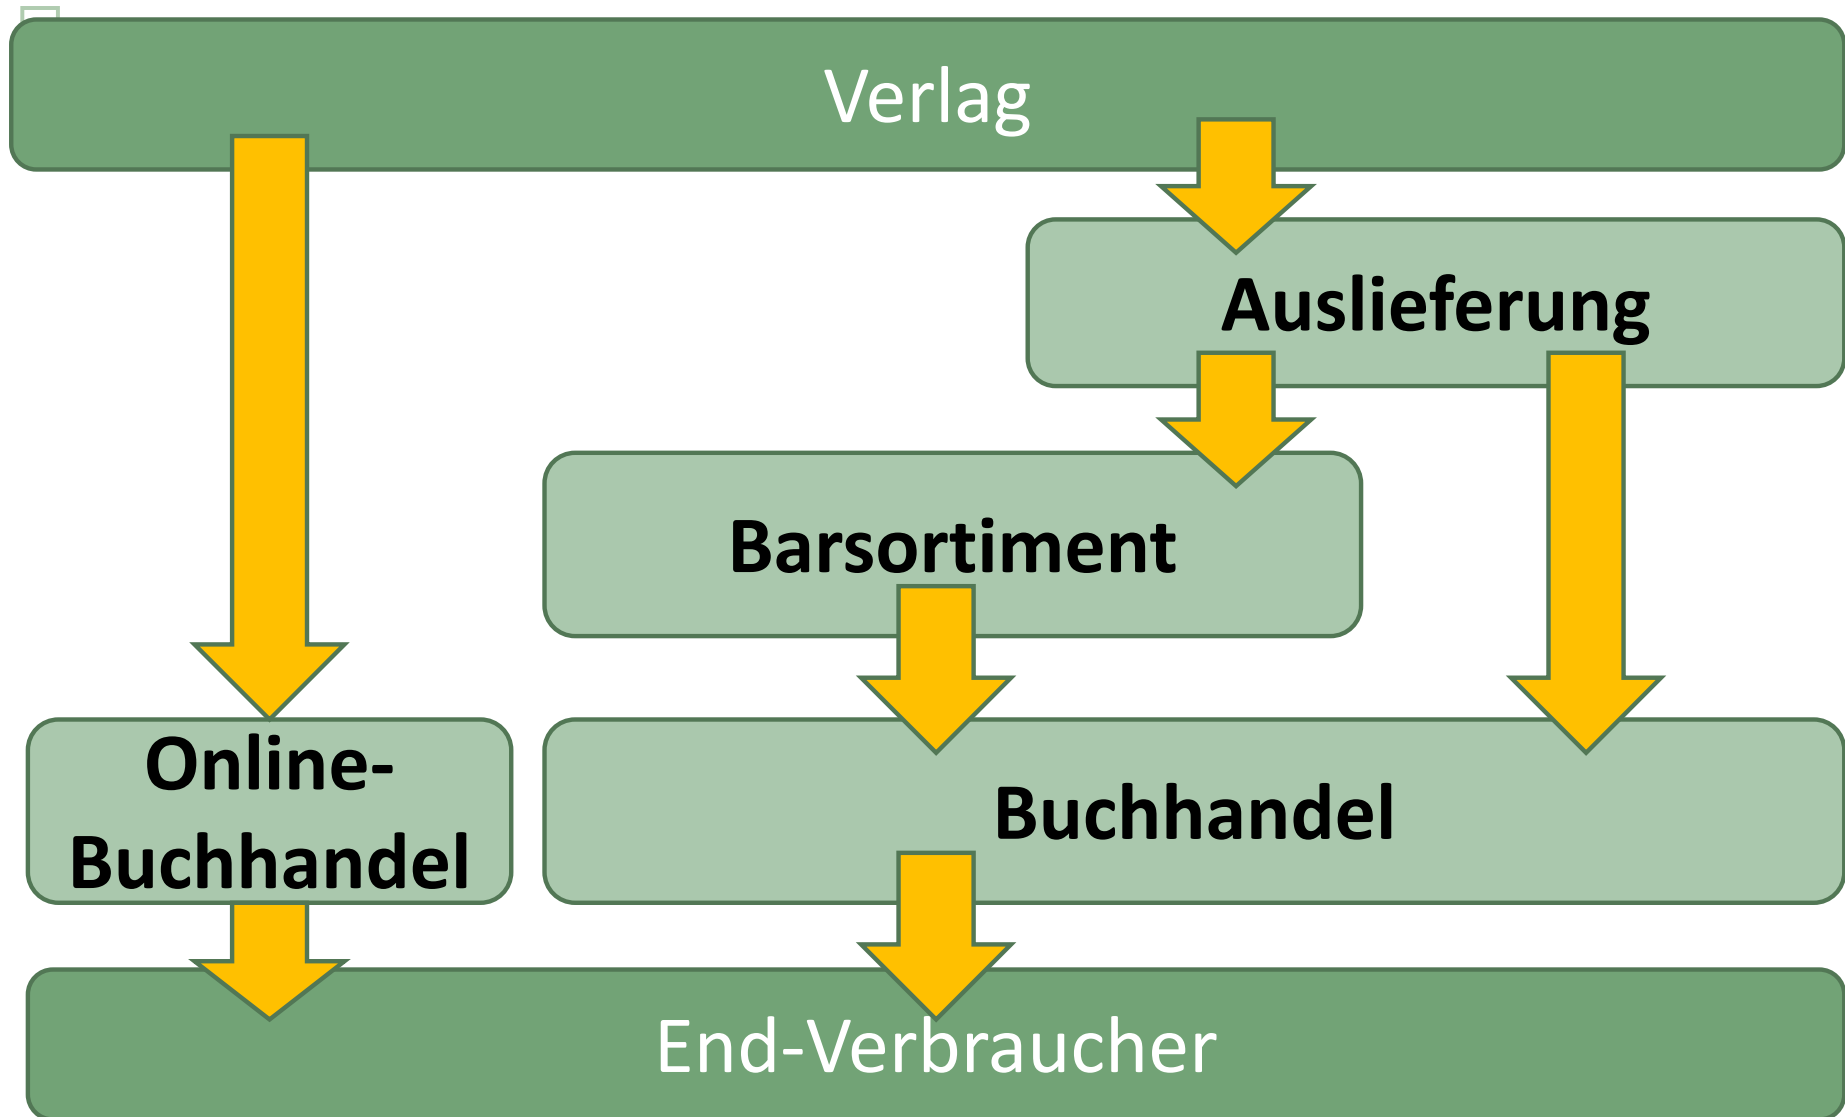 Verlag
Auslieferung
Barsortiment
Online-
Buchhandel
Buchhandel
End-Verbraucher